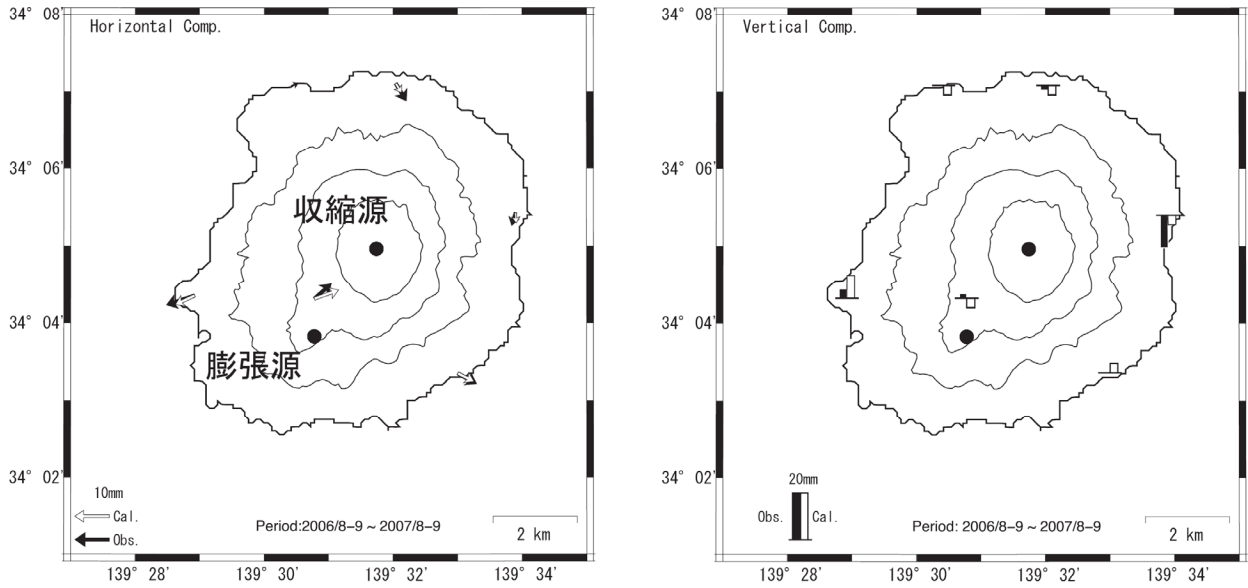 Horizontal Comp.
34° 08'
34° 06'
34° 04'
34° 02'
収縮源
膨張源
10mm
Cal.
Obs.
Period:2006/8−9 ~ 2007/8−9
2 km
139° 28'
139° 30'
139° 32'
139° 34'
Vertical Comp.
34° 08'
34° 06'
34° 04'
34° 02'
20mm
Obs.
Cal.
Period: 2006/8−9 ~ 2007/8−9
2 km
139° 28'
139° 30'
139° 32'
139° 34'